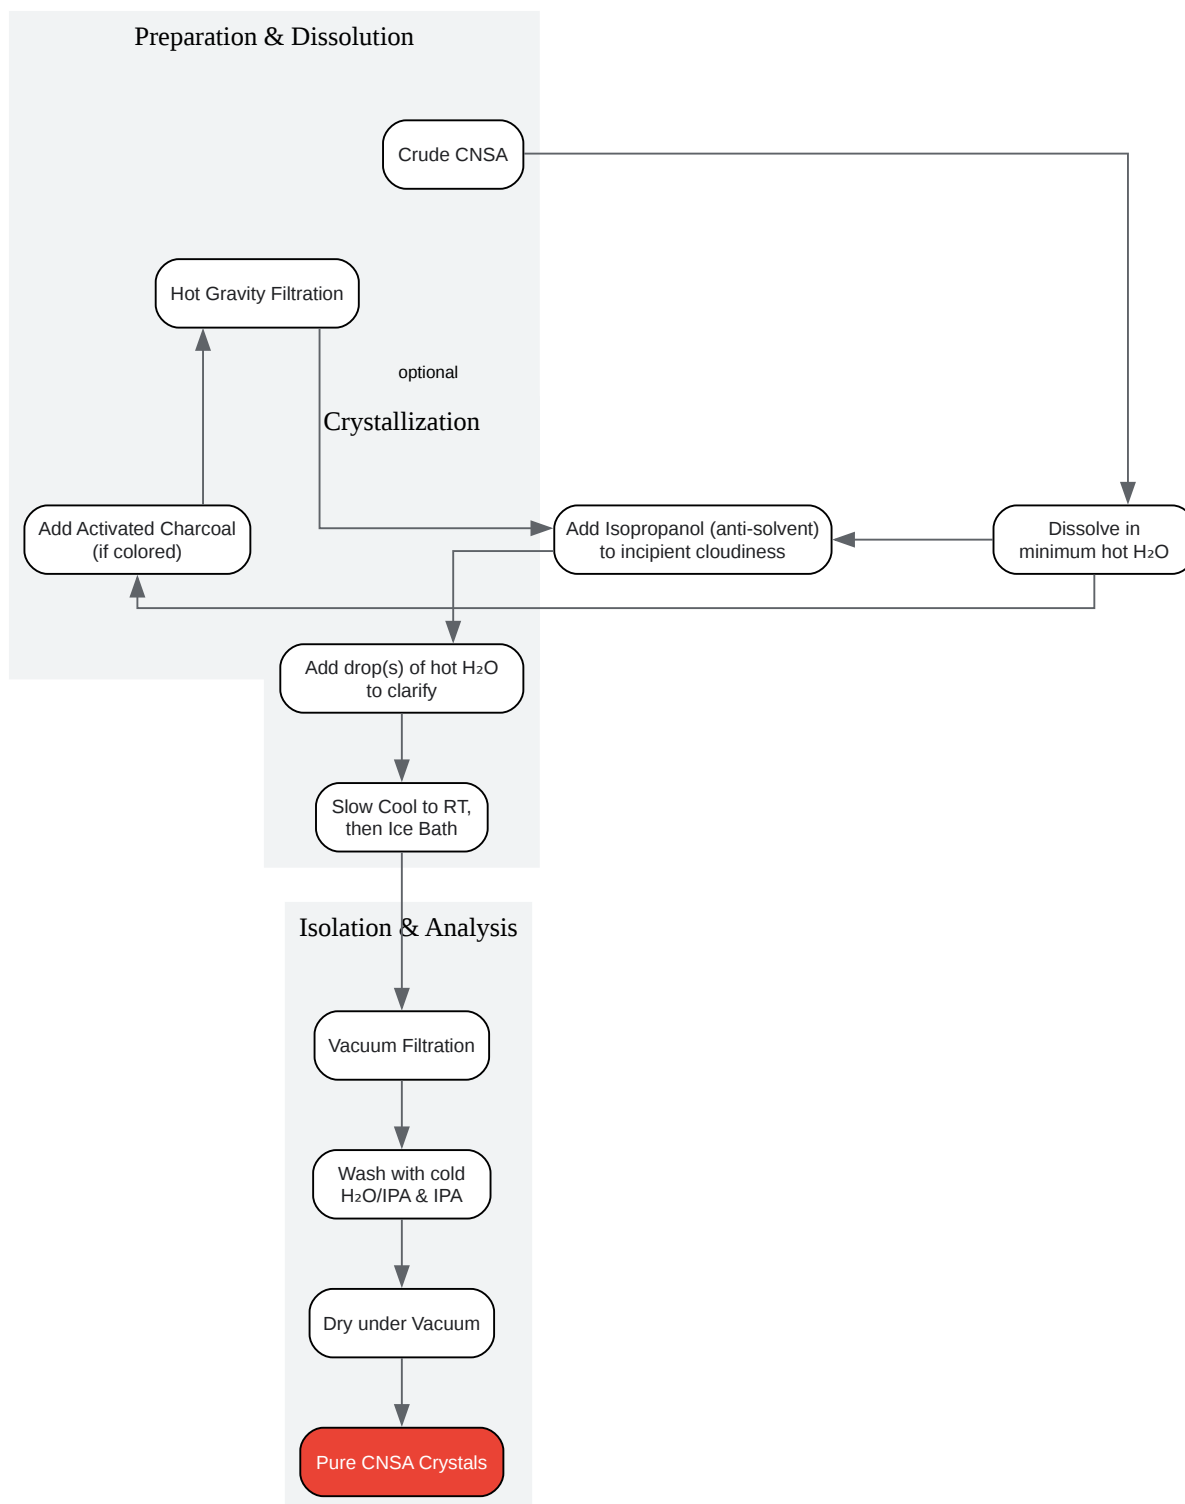 Preparation & Dissolution
Crude CNSA
Hot Gravity Filtration
optional
Crystallization
Add Activated Charcoal
(if colored)
Add Isopropanol (anti-solvent)
to incipient cloudiness
Dissolve in
minimum hot H₂O
Add drop(s) of hot H₂O
to clarify
Slow Cool to RT,
then Ice Bath
Isolation & Analysis
Vacuum Filtration
Wash with cold
H₂O/IPA & IPA
Dry under Vacuum
Pure CNSA Crystals